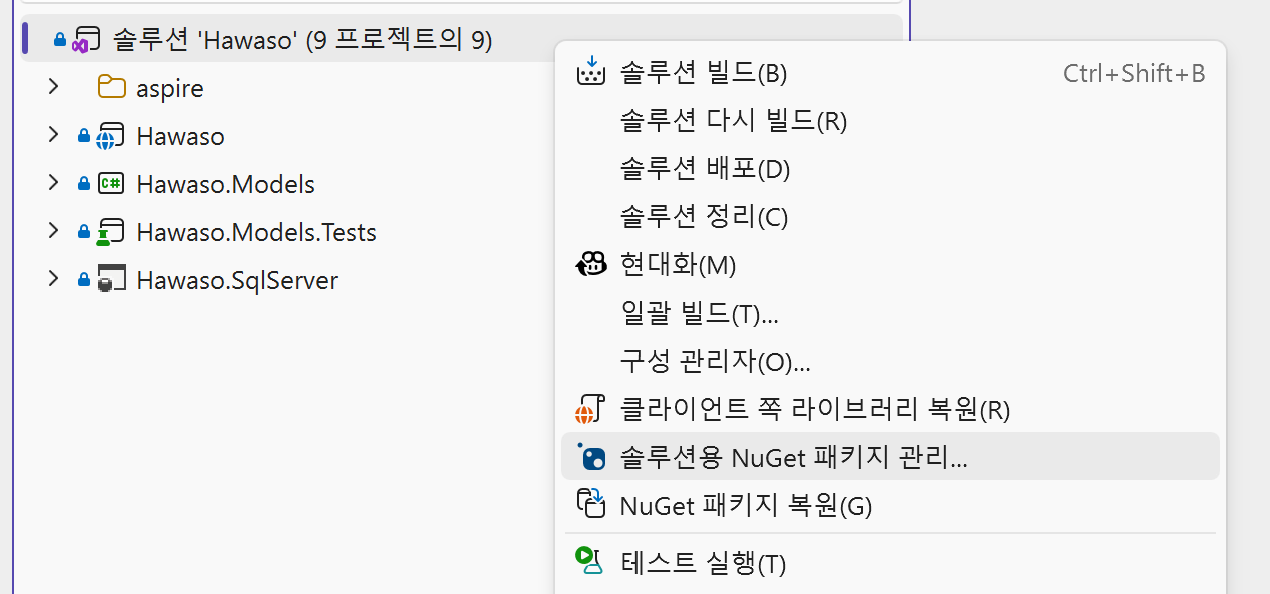 솔루션 'Hawaso' (9 프로젝트의 9)
aspire
Hawaso
C# Hawaso.Models
Hawaso.Models.Tests
Hawaso.SqlServer
솔루션 빌드(B) Ctrl+Shift+B
솔루션 다시 빌드(R)
솔루션 배포(D)
솔루션 정리(C)
현대화(M)
일괄 빌드(T)...
구성 관리자(O)...
클라이언트 쪽 라이브러리 복원(R)
솔루션용 NuGet 패키지 관리...
NuGet 패키지 복원(G)
테스트 실행(T)